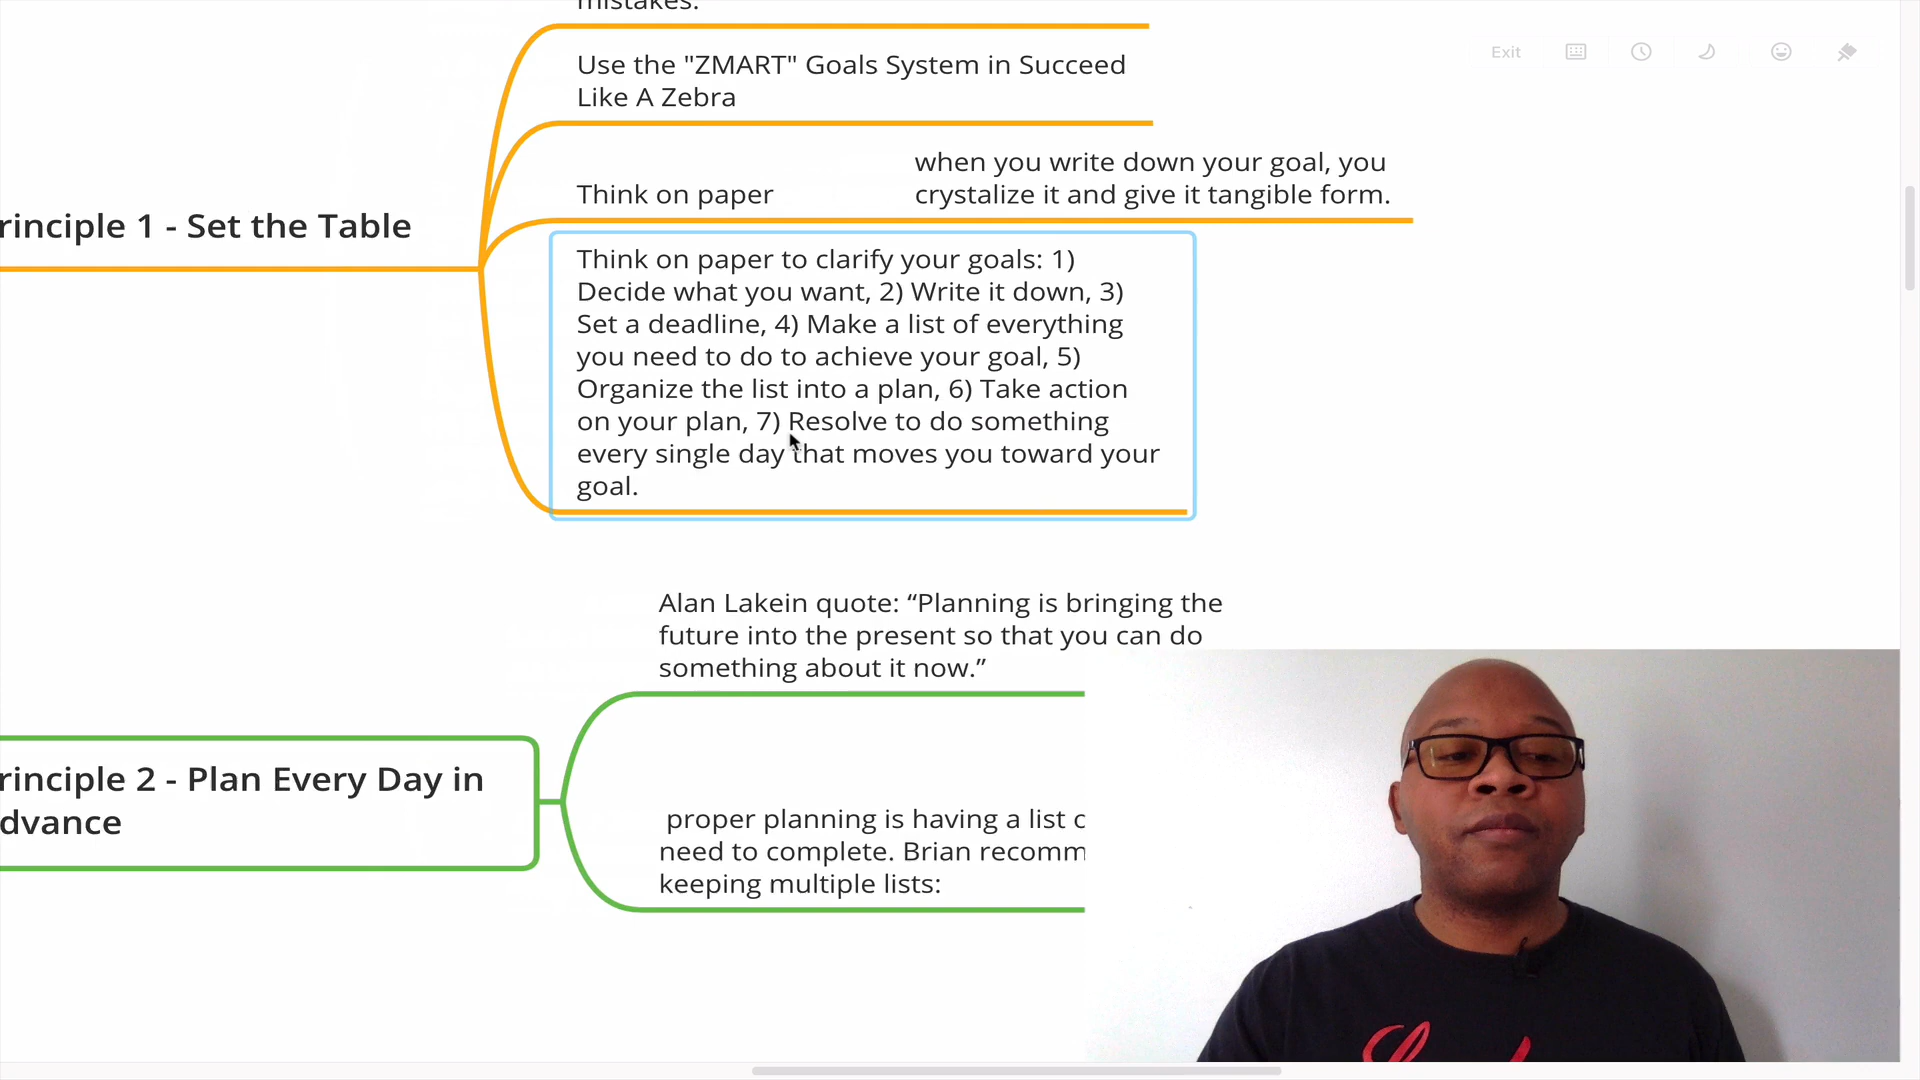 mistakes.
Exit
Use the "ZMART" Goals System in Succeed
Like A Zebra
when you write down your goal, you
Think on paper
crystalize it and give it tangible form.
rinciple 1 - Set the Table
Think on paper to clarify your goals: 1)
Decide what you want, 2) Write it down, 3)
Set a deadline, 4) Make a list of everything
you need to do to achieve your goal, 5)
Organize the list into a plan, 6) Take action
on your plan, 7) Resolve to do something
every single day that moves you toward your
goal.
Alan Lakein quote: “Planning is bringing the
future into the present so that you can do
something about it now.”
rinciple 2 - Plan Every Day in
dvance
proper planning is having a list
need to complete. Brian recomm
keeping multiple lists: